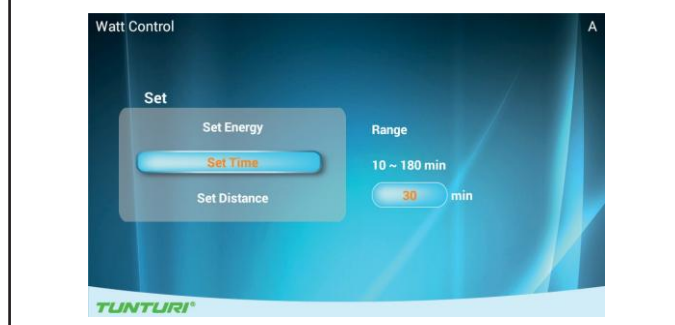 Watt Control
A
Set
Set Energy
Set Time
Set Distance
Range
10 ~ 180 min
30 min
TUNTURI®